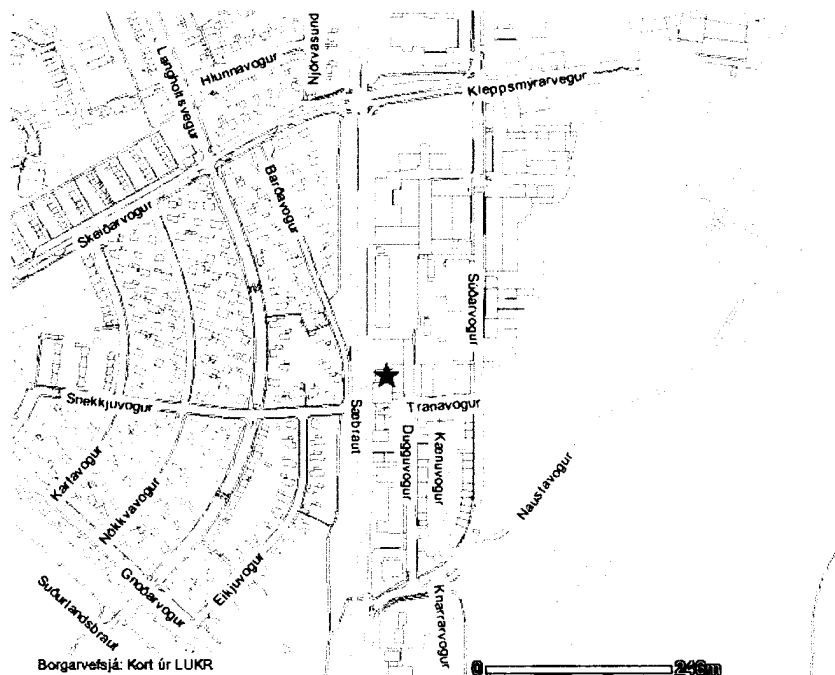 Njörvasund
Hlunnavogur
Langholtsvegur
Kleppsmýrarvegur
Barðavogur
Skeiðarvogur
Súðarvogur
Snekkjuvogur
Sæbraut
Tranavogur
Dugguvogur
Kænuvogur
Karfavogur
Nökkvavogur
Naustavogur
Gnoðarvogur
Eikjuvogur
Suðurlandsbraut
Knarrarvogur
Borgarvefsjá: Kort úr LUKR
0